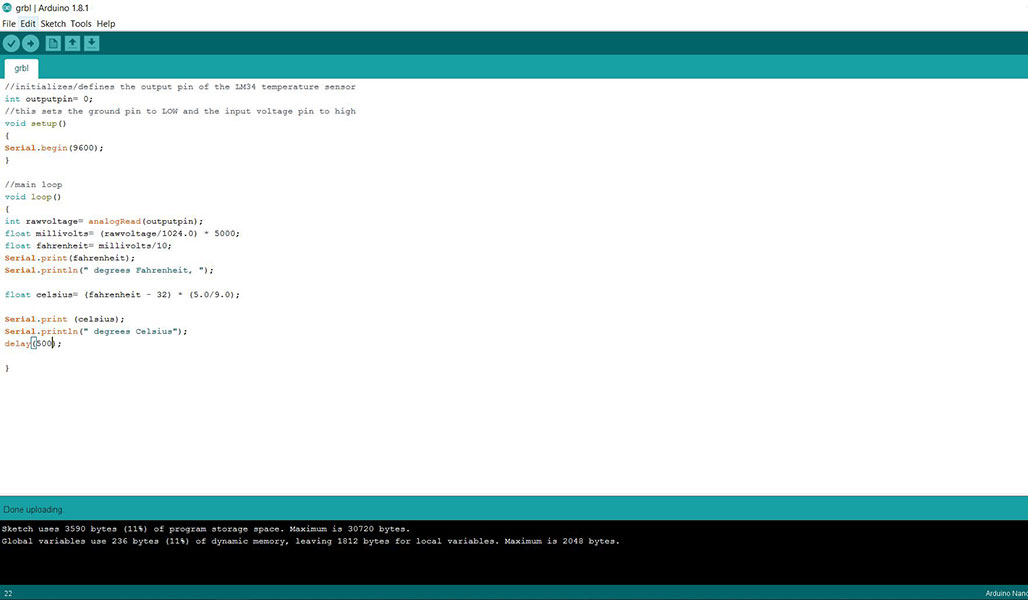 grbl | Arduino 1.8.1
File Edit Sketch Tools Help
grbl
//initializes/defines the output pin of the LM34 temperature sensor
int outputpin= 0;
//this sets the ground pin to LOW and the input voltage pin to high
void setup()
{
Serial.begin(9600);
}
//main loop
void loop()
{
int rawvoltage= analogRead(outputpin);
float millivolts= (rawvoltage/1024.0) * 5000;
float fahrenheit= millivolts/10;
Serial.print(fahrenheit);
Serial.println(" degrees Fahrenheit, ");
float celsius= (fahrenheit - 32) * (5.0/9.0);
Serial.print (celsius);
Serial.println(" degrees Celsius");
delay(500);
}
Done uploading.
Sketch uses 3590 bytes (11%) of program storage space. Maximum is 30720 bytes.
Global variables use 236 bytes (11%) of dynamic memory, leaving 1812 bytes for local variables. Maximum is 2048 bytes.
22 Arduino Nano